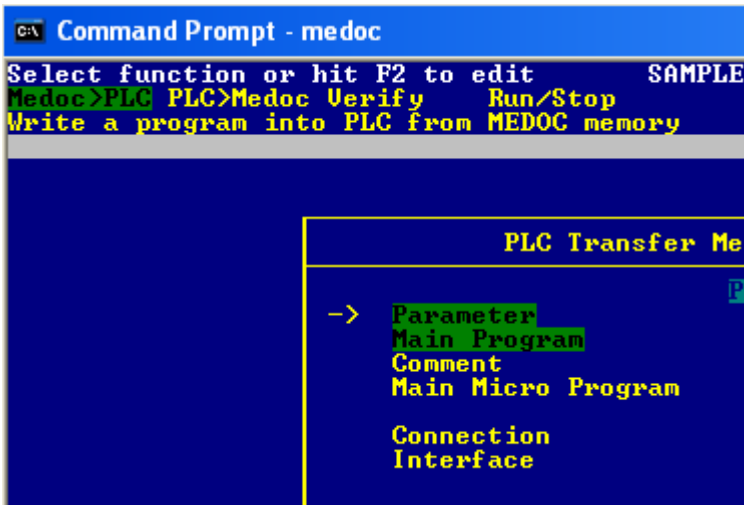 Command Prompt - medoc
Select function or hit F2 to edit SAMPLE
Medoc>PLC PLC>Medoc Verify Run/Stop
Write a program into PLC from MEDOC memory
PLC Transfer Me
P
-> Parameter
Main Program
Comment
Main Micro Program
Connection
Interface